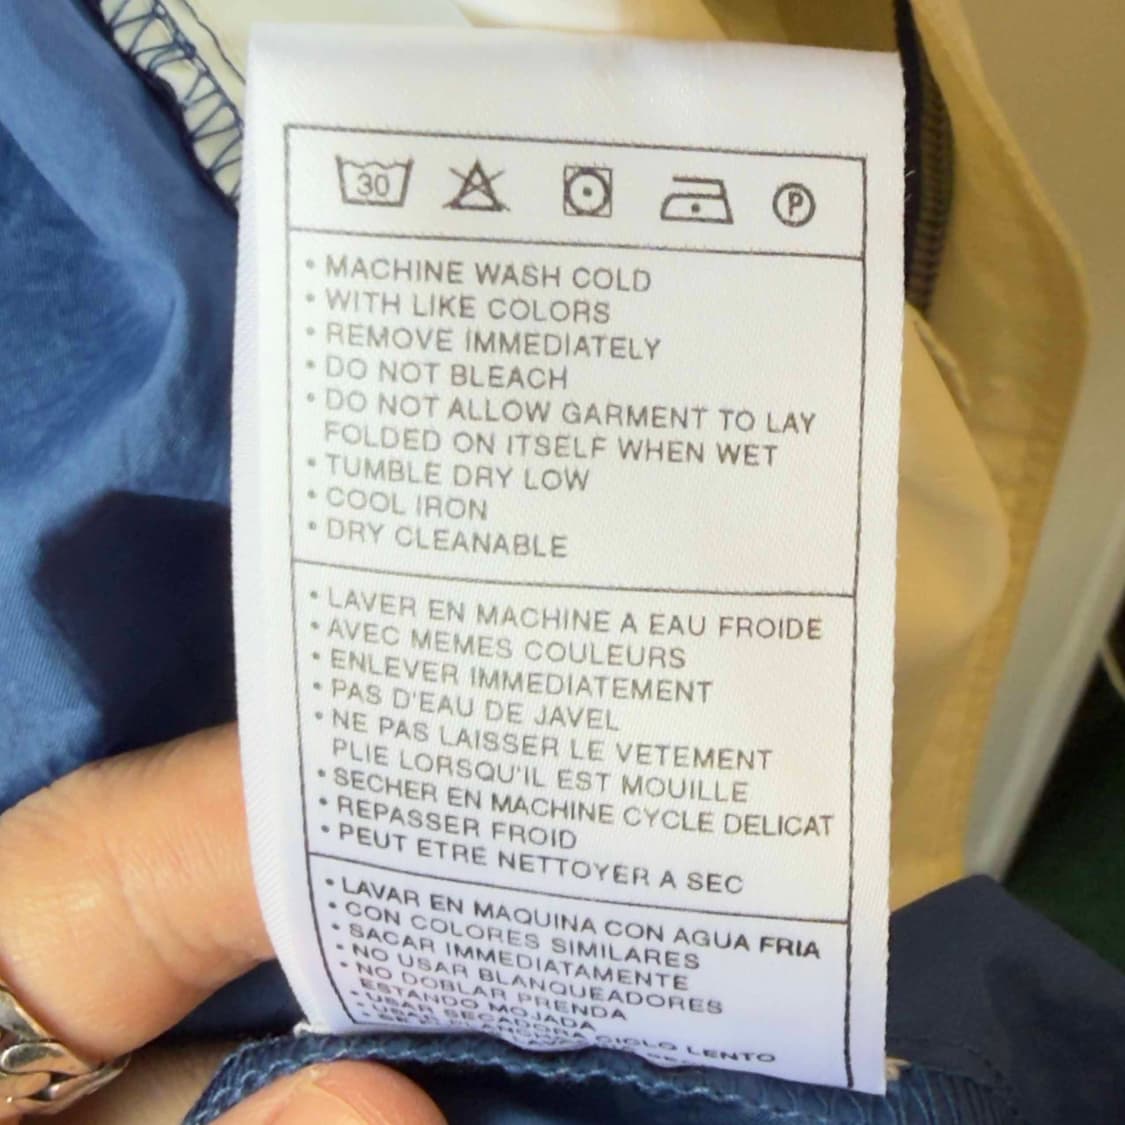 30
P
• MACHINE WASH COLD
• WITH LIKE COLORS
• REMOVE IMMEDIATELY
• DO NOT BLEACH
• DO NOT ALLOW GARMENT TO LAY
FOLDED ON ITSELF WHEN WET
• TUMBLE DRY LOW
• COOL IRON
• DRY CLEANABLE
• LAVER EN MACHINE A EAU FROIDE
• AVEC MEMES COULEURS
• ENLEVER IMMEDIATEMENT
• PAS D'EAU DE JAVEL
• NE PAS LAISSER LE VETEMENT
PLIE LORSQU'IL EST MOUILLE
• SECHER EN MACHINE CYCLE DELICAT
• REPASSER FROID
• PEUT ETRE NETTOYER A SEC
• LAVAR EN MAQUINA CON AGUA FRIA
• CON COLORES SIMILARES
• SACAR IMMEDIATAMENTE
• NO USAR BLANQUEADORES
• NO DOBLAR PRENDA
ESTANDO MOJADA
• USAR SECADORA CICLO LENTO